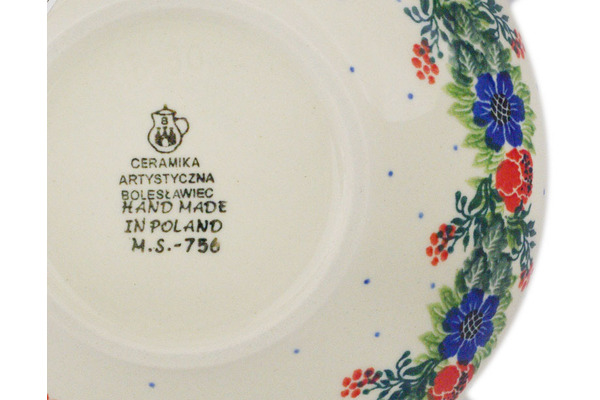 a
CERAMIKA
ARTYSTYCZNA
BOLESŁAWIEC
HAND MADE
IN POLAND
M.S.-756